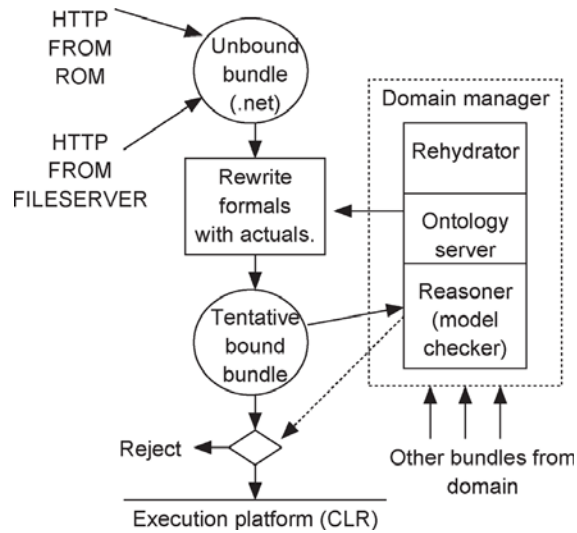 HTTP
FROM
ROM
Unbound
bundle
(.net)
HTTP
FROM
FILESERVER
Rewrite
formals
with actuals.
Tentative
bound
bundle
Reject
Execution platform (CLR)
Domain manager
Rehydrator
Ontology
server
Reasoner
(model
checker)
Other bundles from
domain